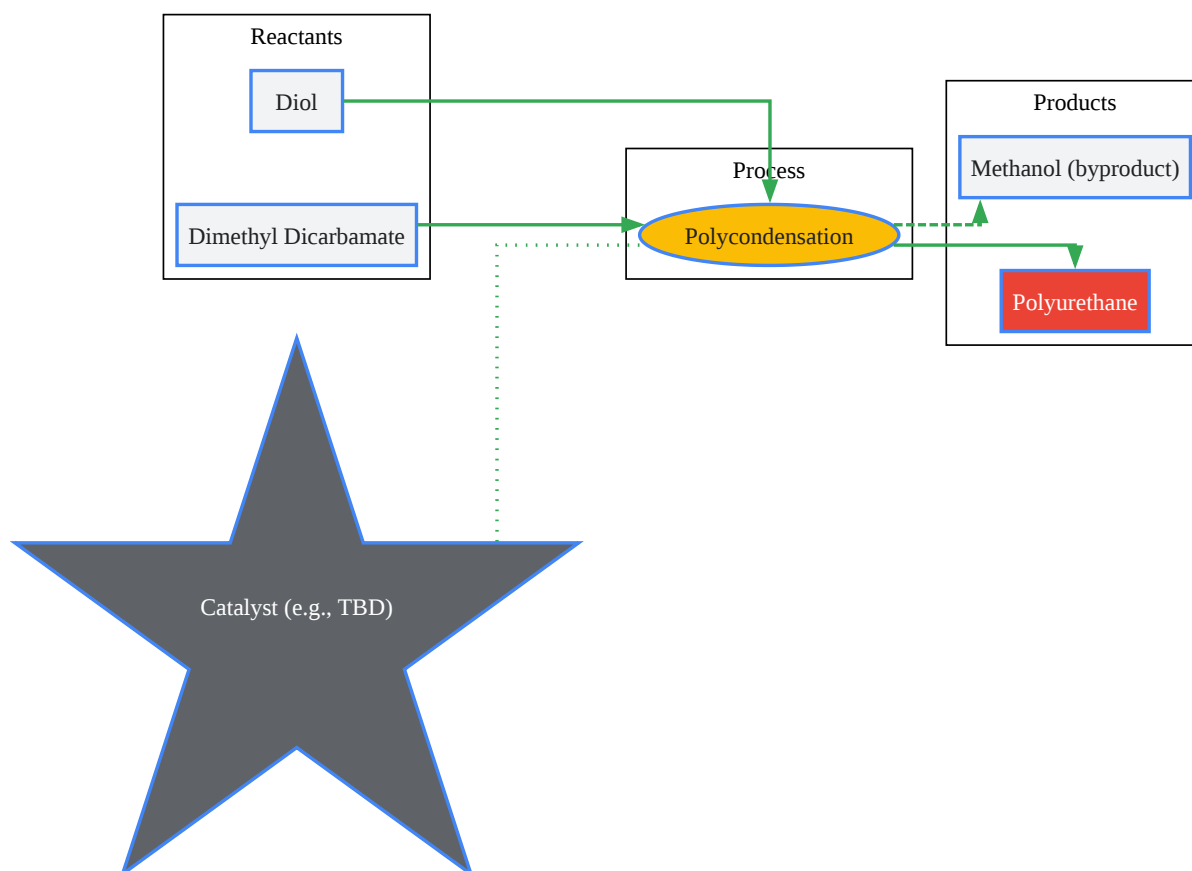 Reactants
Diol
Dimethyl Dicarbamate
Process
Polycondensation
Products
Methanol (byproduct)
Polyurethane
Catalyst (e.g., TBD)